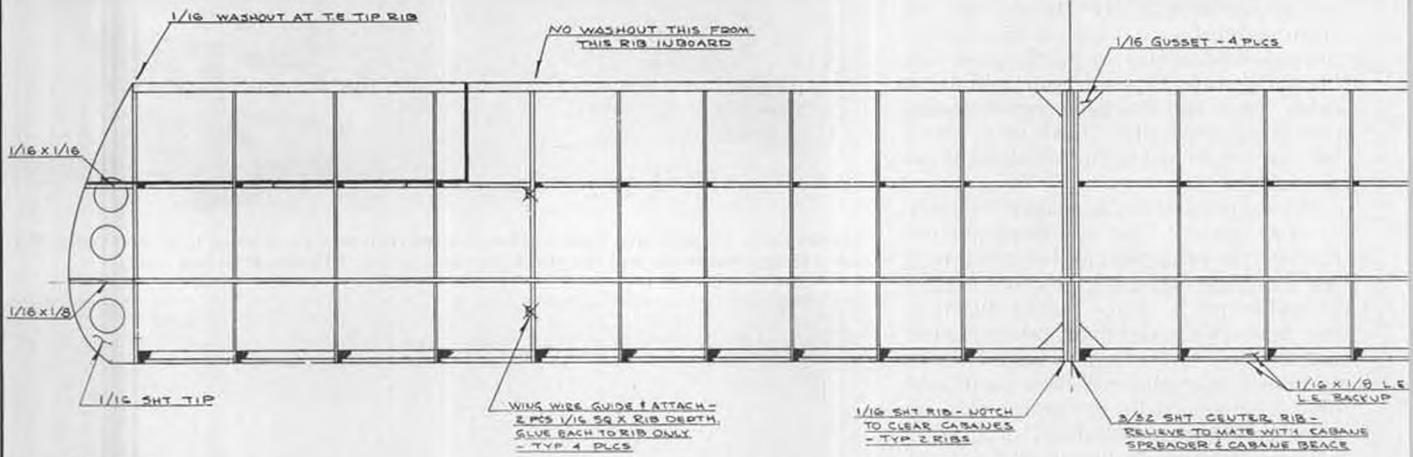 1/16 WASHOUT AT T.E TIP RIB
NO WASHOUT THIS FROM
THIS RIB INBOARD
1/16 GUSSET - 4 PLCS
1/16 X 1/16
1/16 X 1/8
1/16 SHT TIP
WING WIRE GUIDE & ATTACH -
2 PCS 1/16 SQ X RIB DEPTH,
GLUE EACH TO RIB ONLY
- TYP 4 PLCS
1/16 SHT RIB - NOTCH
TO CLEAR CABANES
- TYP 2 RIBS
3/32 SHT CENTER RIB -
RELIEVE TO MATE WITH CABANE
SPREADER & CABANE BRACE
1/16 X 1/8 L.E
L.E. BACKUP